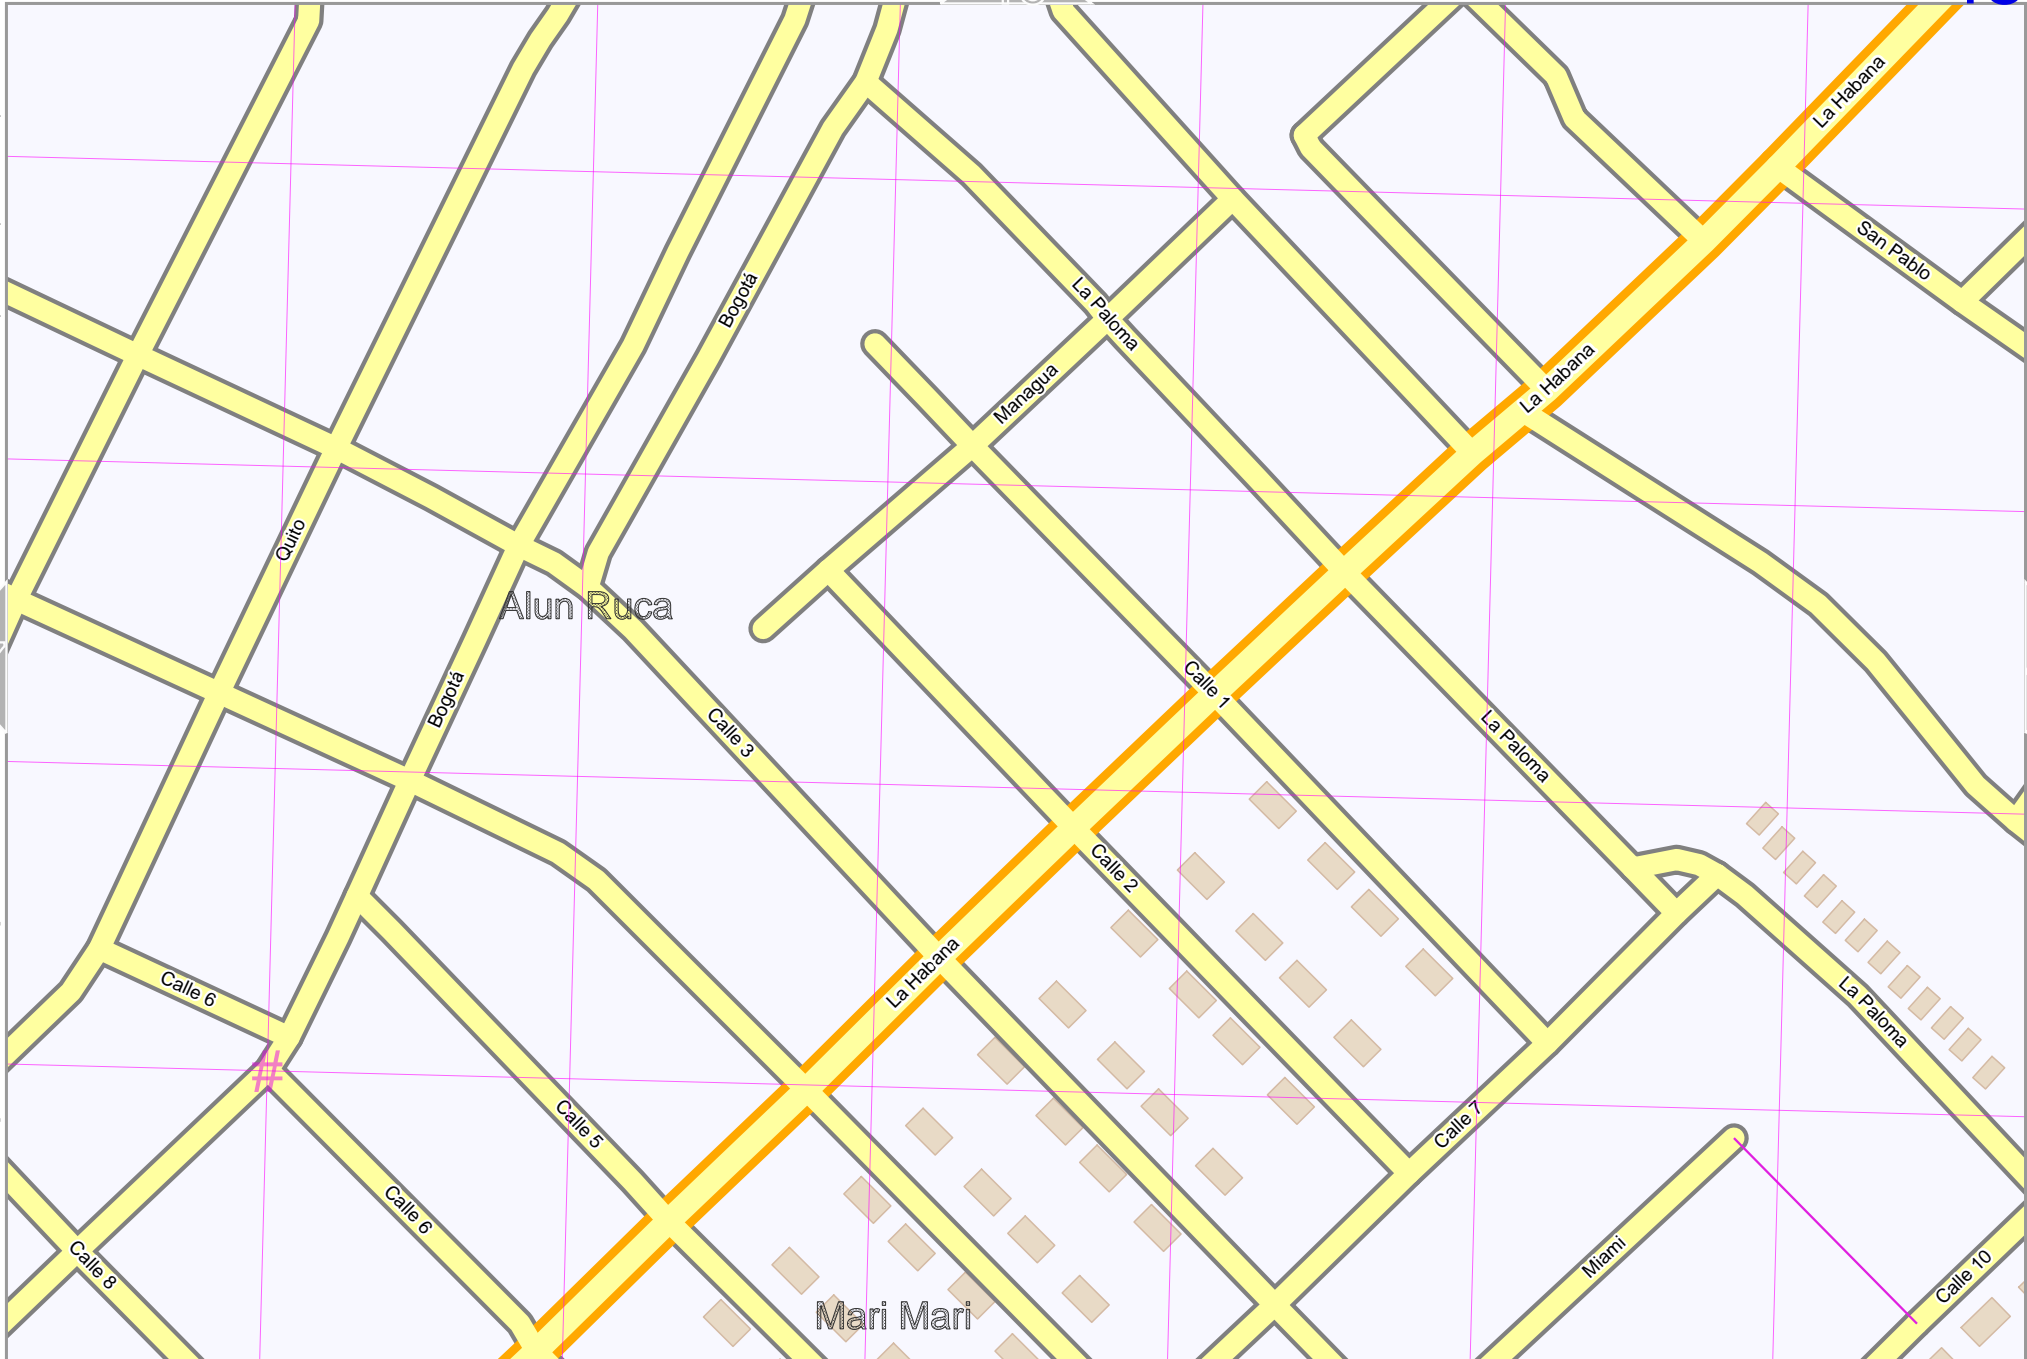 La Habana
San Pablo
Bogotá
La Paloma
Managua
La Habana
Quito
Alun Ruca
Bogotá
Calle 3
Calle 1
La Paloma
Calle 2
La Habana
Calle 6
La Paloma
#
Calle 5
Calle 7
Calle 6
Calle 8
Miami
Calle 10
Mari Mari